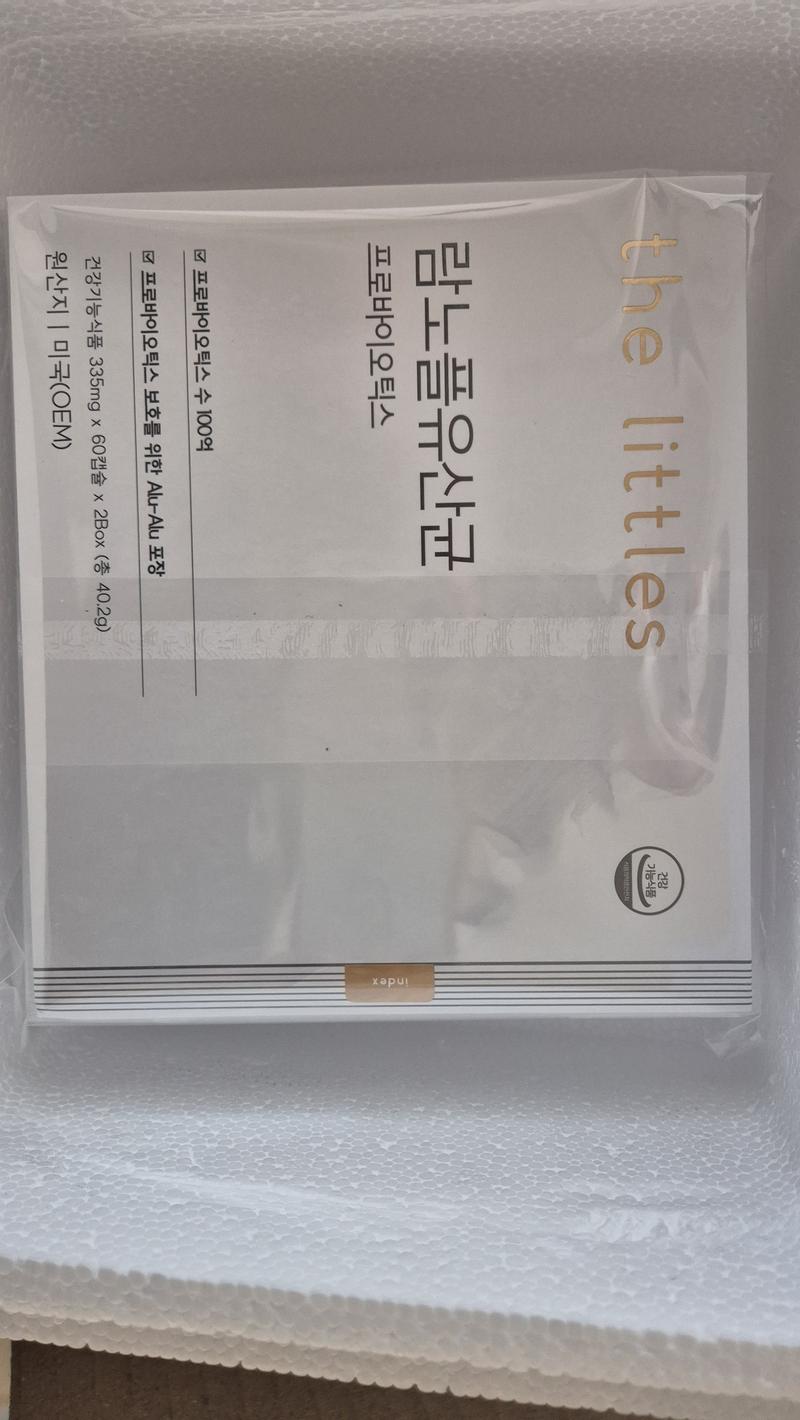 the littles
건강
기능식품
람노플유산균
프로바이오틱스
프로바이오틱스 수 100억
프로바이오틱스 보호를 위한 Alu-Alu 포장
건강기능식품 335mg x 60캡슐 x 2Box (총 40.2g)
원산지 | 미국(OEM)
index